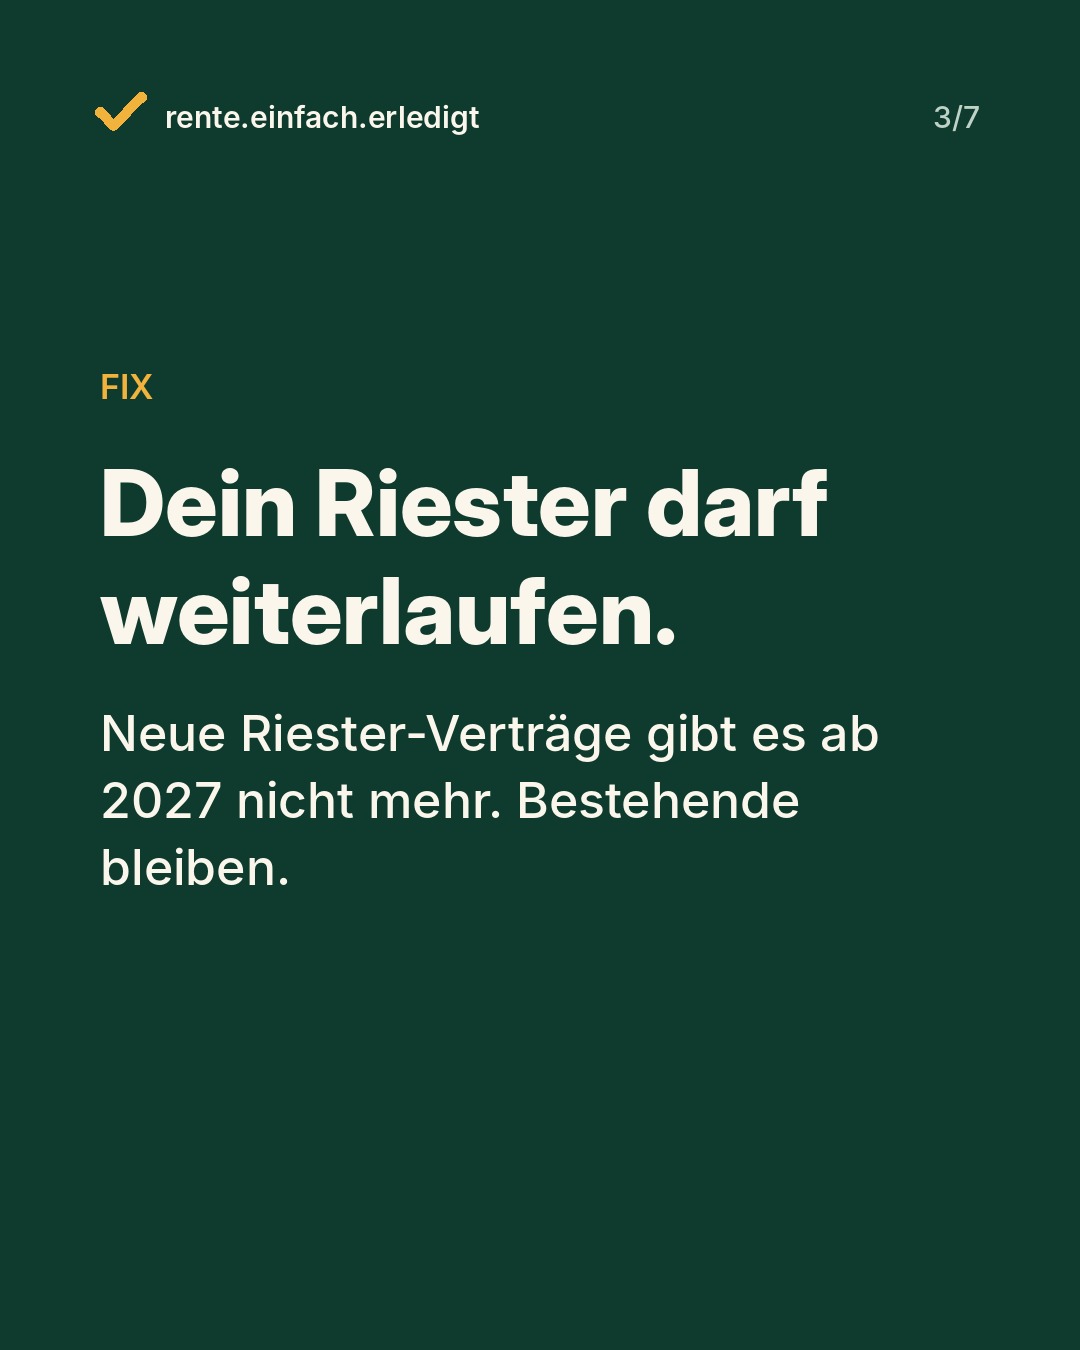 rente.einfach.erledigt
3/7
FIX
Dein Riester darf
weiterlaufen.
Neue Riester-Verträge gibt es ab
2027 nicht mehr. Bestehende
bleiben.